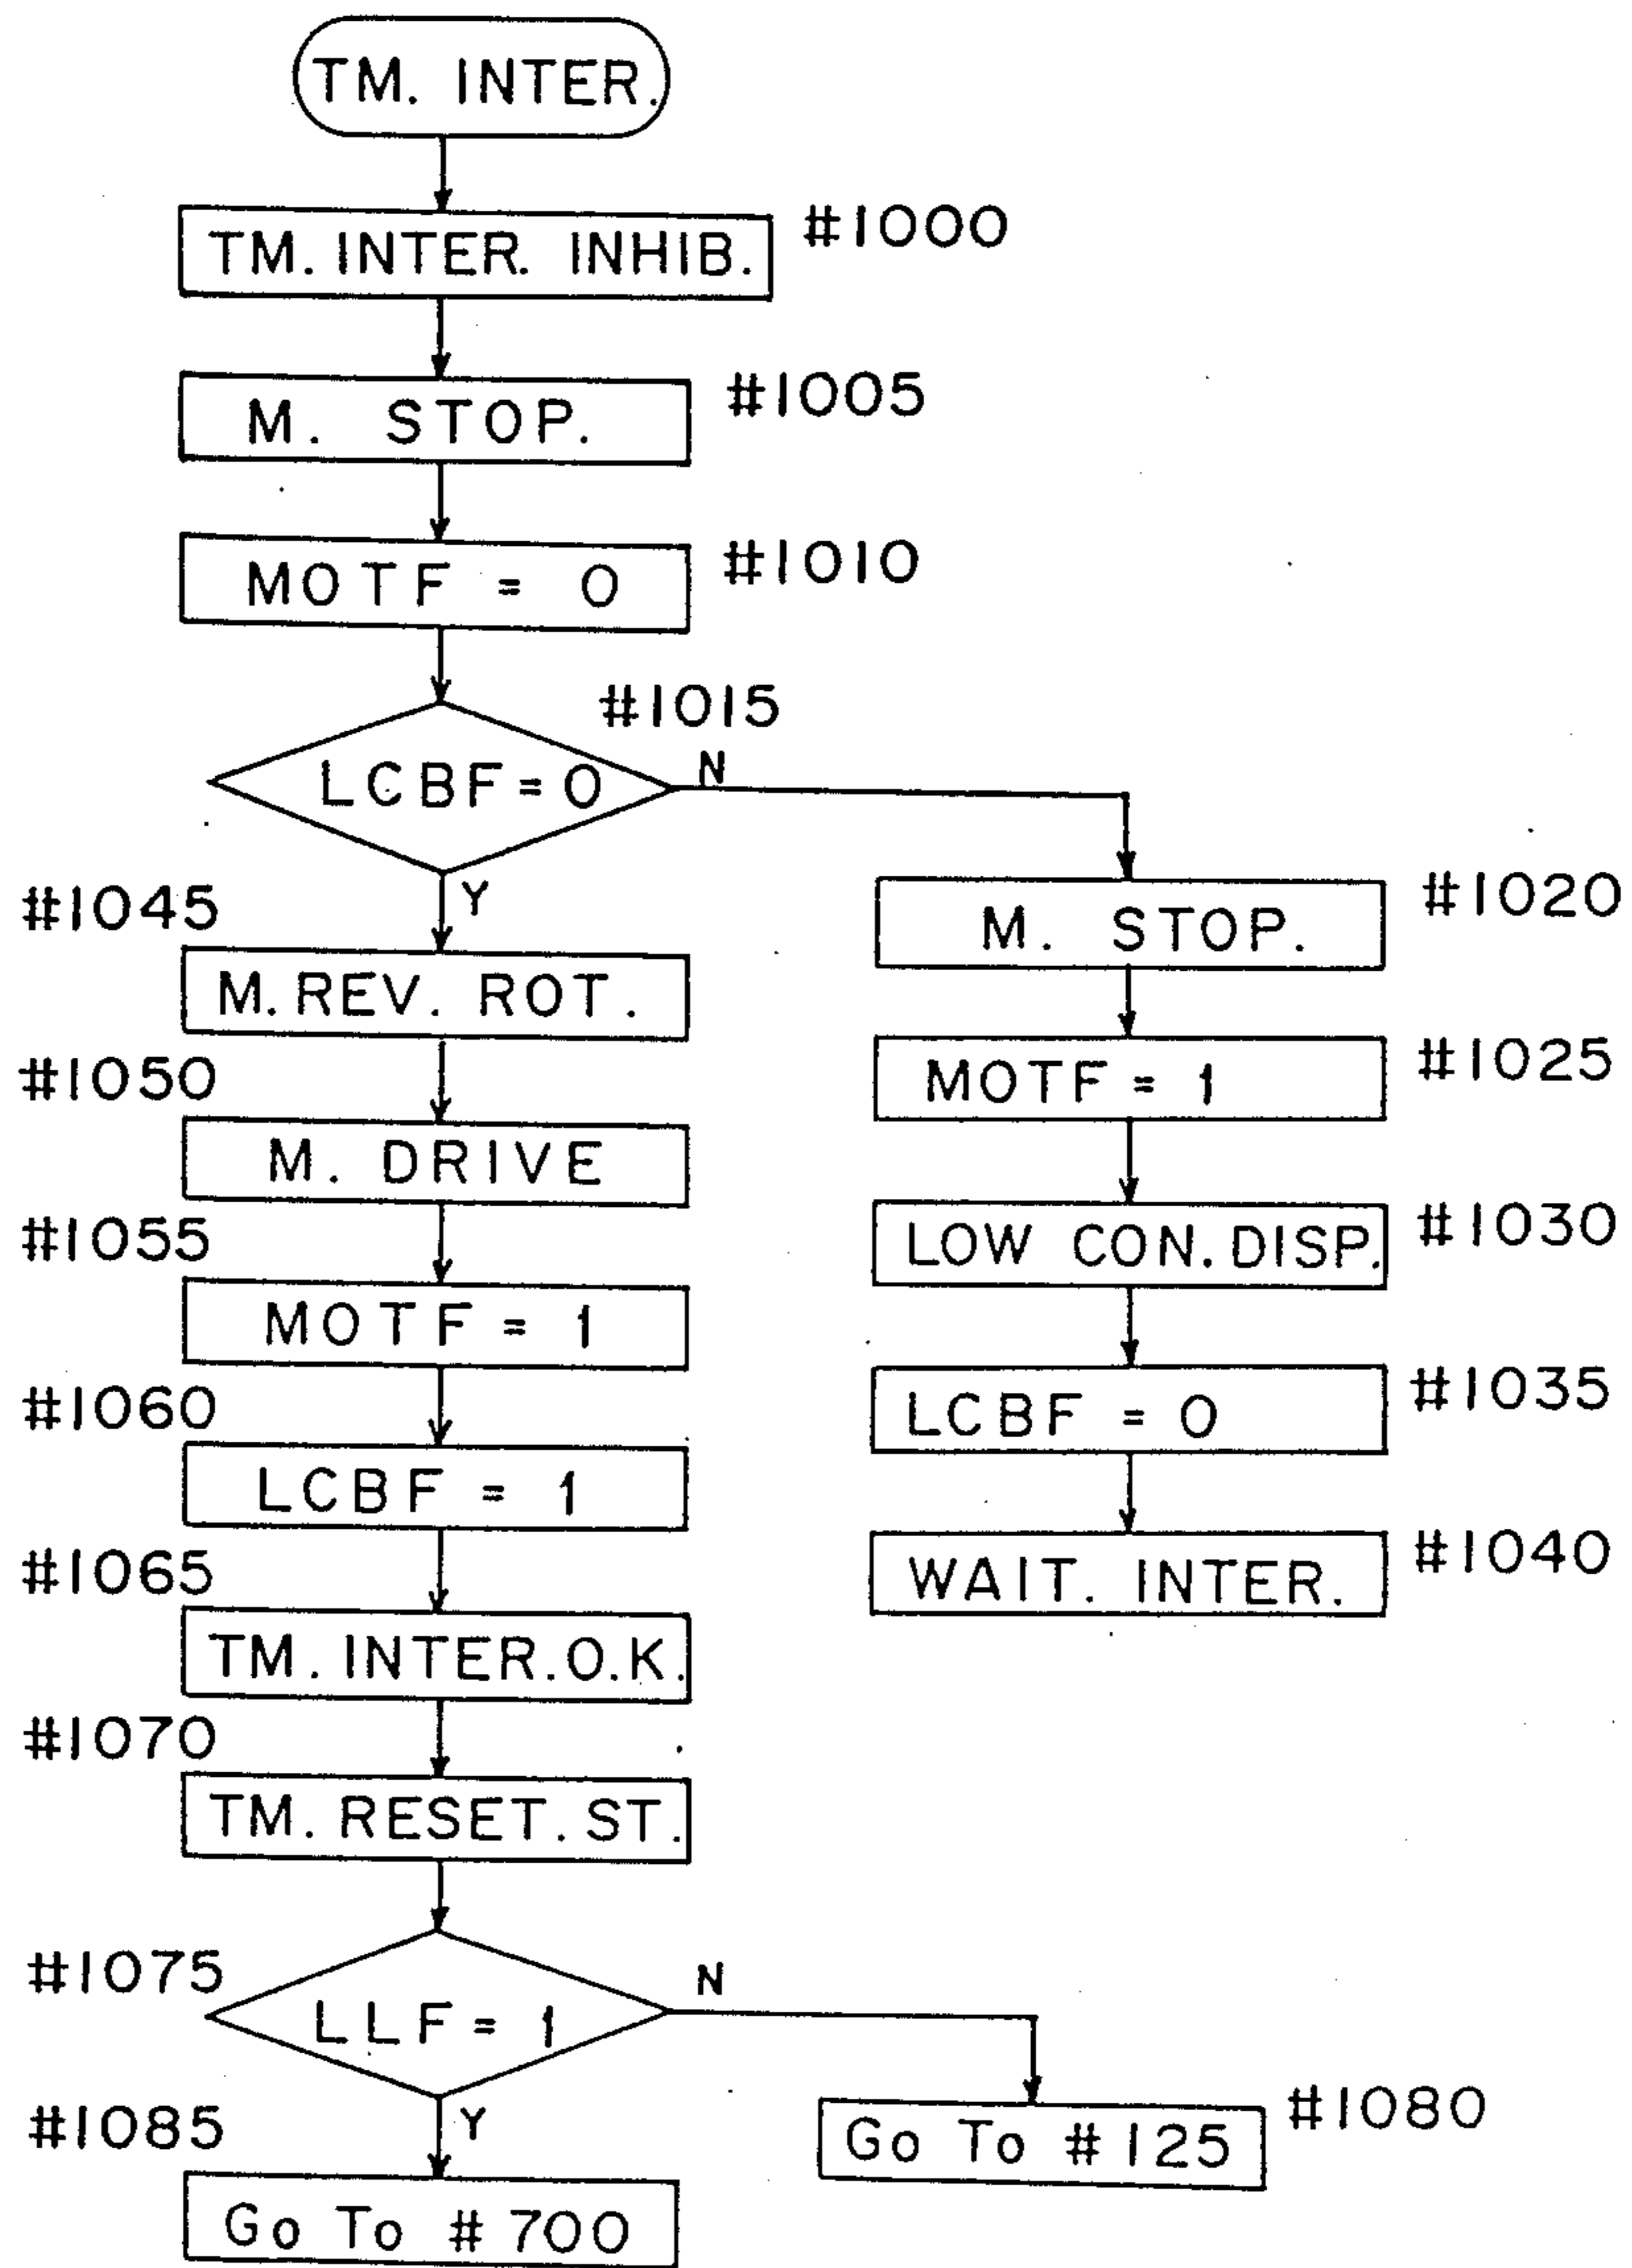 TM. INTER.
TM. INTER. INHIB.
#1000
M. STOP.
#1005
MOTF = 0
#1010
#1015
LCBF = 0
N
Y
#1045
M. REV. ROT.
#1050
M. DRIVE
#1055
MOTF = 1
#1060
LCBF = 1
#1065
TM. INTER. O.K.
#1070
TM. RESET. ST.
#1075
LLF = 1
N
Y
#1085
Go To #700
M. STOP.
#1020
MOTF = 1
#1025
LOW CON. DISP.
#1030
LCBF = 0
#1035
WAIT. INTER.
#1040
Go To #125
#1080